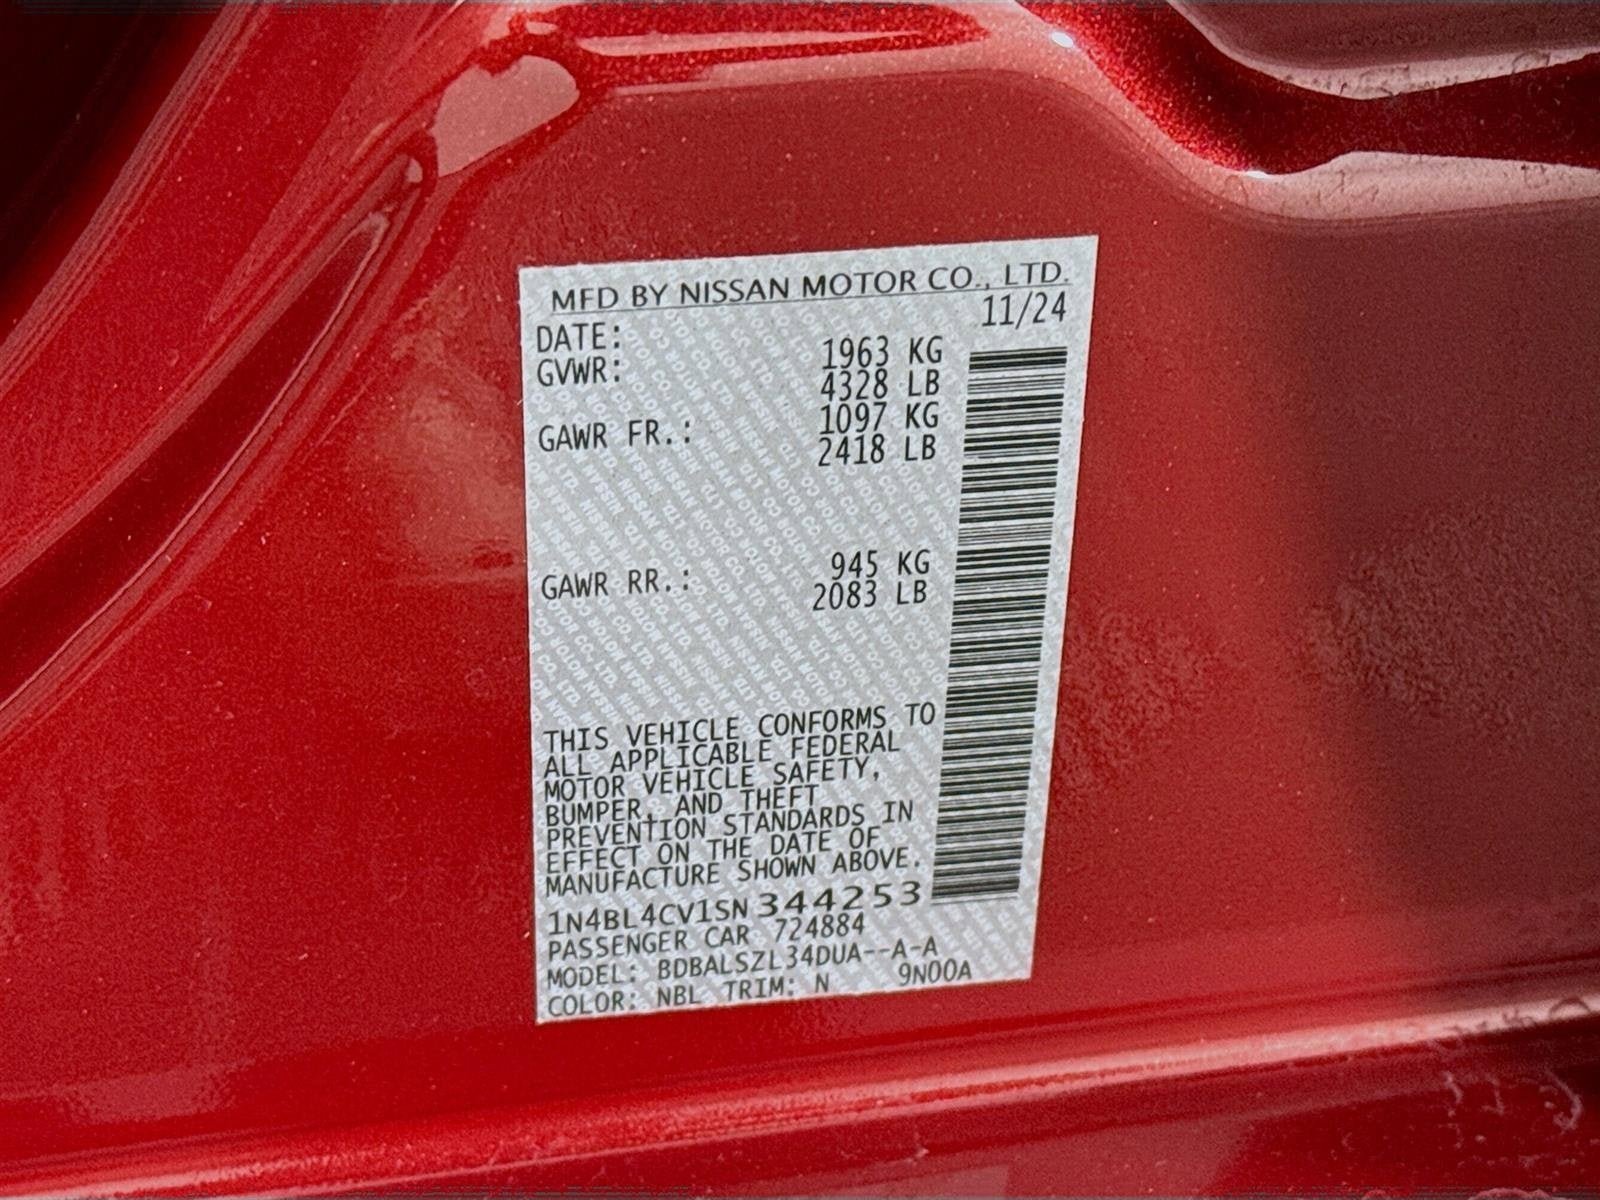 MFD BY NISSAN MOTOR CO., LTD.
DATE: 11/24
GVWR: 1963 KG
4328 LB
GAWR FR.: 1097 KG
2418 LB
GAWR RR.: 945 KG
2083 LB
THIS VEHICLE CONFORMS TO
ALL APPLICABLE FEDERAL
MOTOR VEHICLE SAFETY,
BUMPER, AND THEFT
PREVENTION STANDARDS IN
EFFECT ON THE DATE OF
MANUFACTURE SHOWN ABOVE.
1N4BL4CV1SN344253
PASSENGER CAR 724884
MODEL: BDBALSZL34DUA--A-A
COLOR: NBL TRIM: N 9N00A